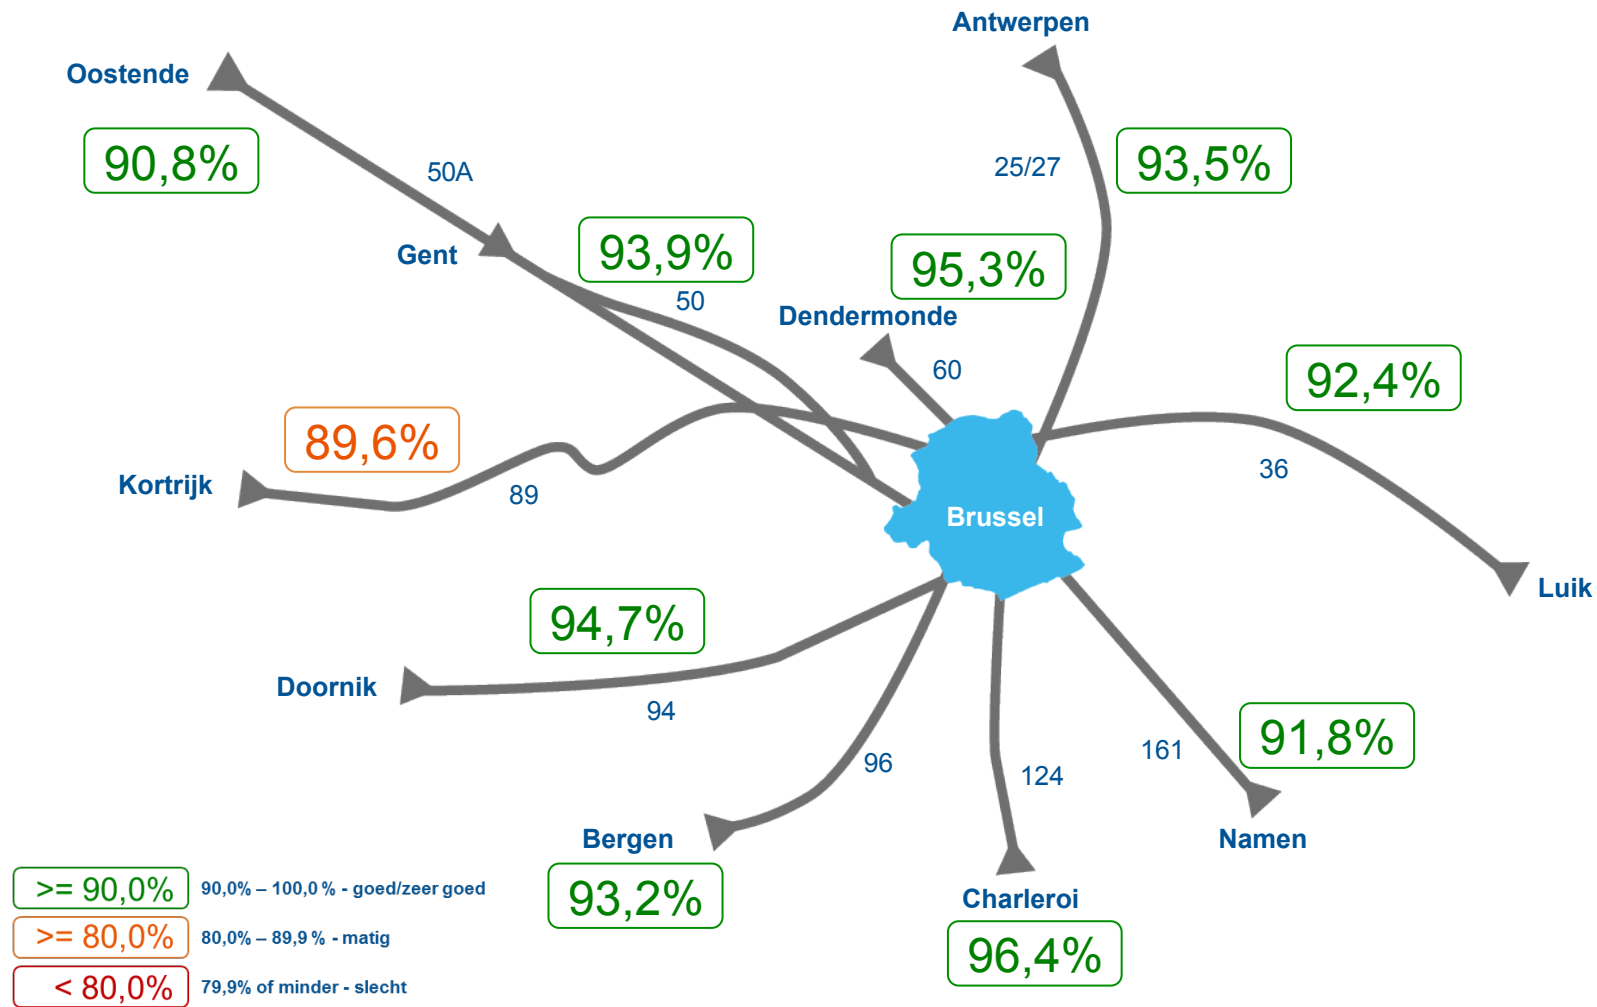 Antwerpen
Oostende
90,8%
50A
25/27
93,5%
Gent
93,9%
50
95,3%
Dendermonde
60
92,4%
36
89,6%
Kortrijk
89
Brussel
Luik
94,7%
Doornik
94
96
124
161
91,8%
Bergen
93,2%
Namen
Charleroi
96,4%
>= 90,0% 90,0% – 100,0 % - goed/zeer goed
>= 80,0% 80,0% – 89,9 % - matig
< 80,0% 79,9% of minder - slecht